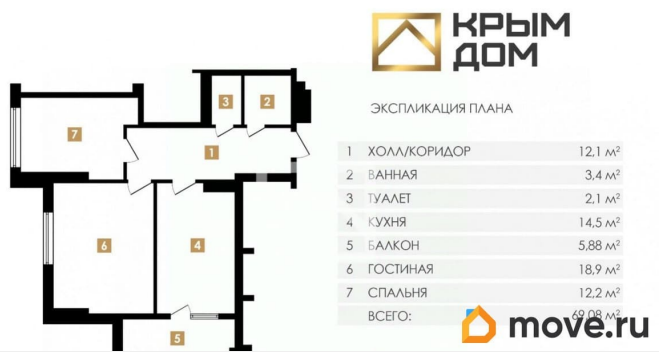 КРЫМ
ДОМ
ЭКСПЛИКАЦИЯ ПЛАНА
1 ХОЛЛ/КОРИДОР 12,1 м²
2 ВАННАЯ 3,4 м²
3 ТУАЛЕТ 2,1 м²
4 КУХНЯ 14,5 м²
5 БАЛКОН 5,88 м²
6 ГОСТИНАЯ 18,9 м²
7 СПАЛЬНЯ 12,2 м²
ВСЕГО: 69,08 м²
3
2
7
1
6
4
5
move.ru